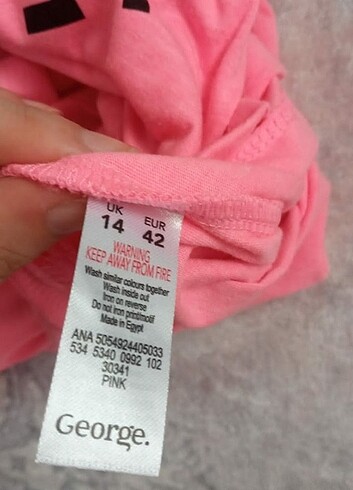 UK EUR
14 42
WARNING
KEEP AWAY FROM FIRE
Wash similar colours together
Wash inside out
Iron on reverse
Do not iron print/motif
Made in Egypt
ANA 5054924405033
534 5340 0992 102
30341
PINK
George.